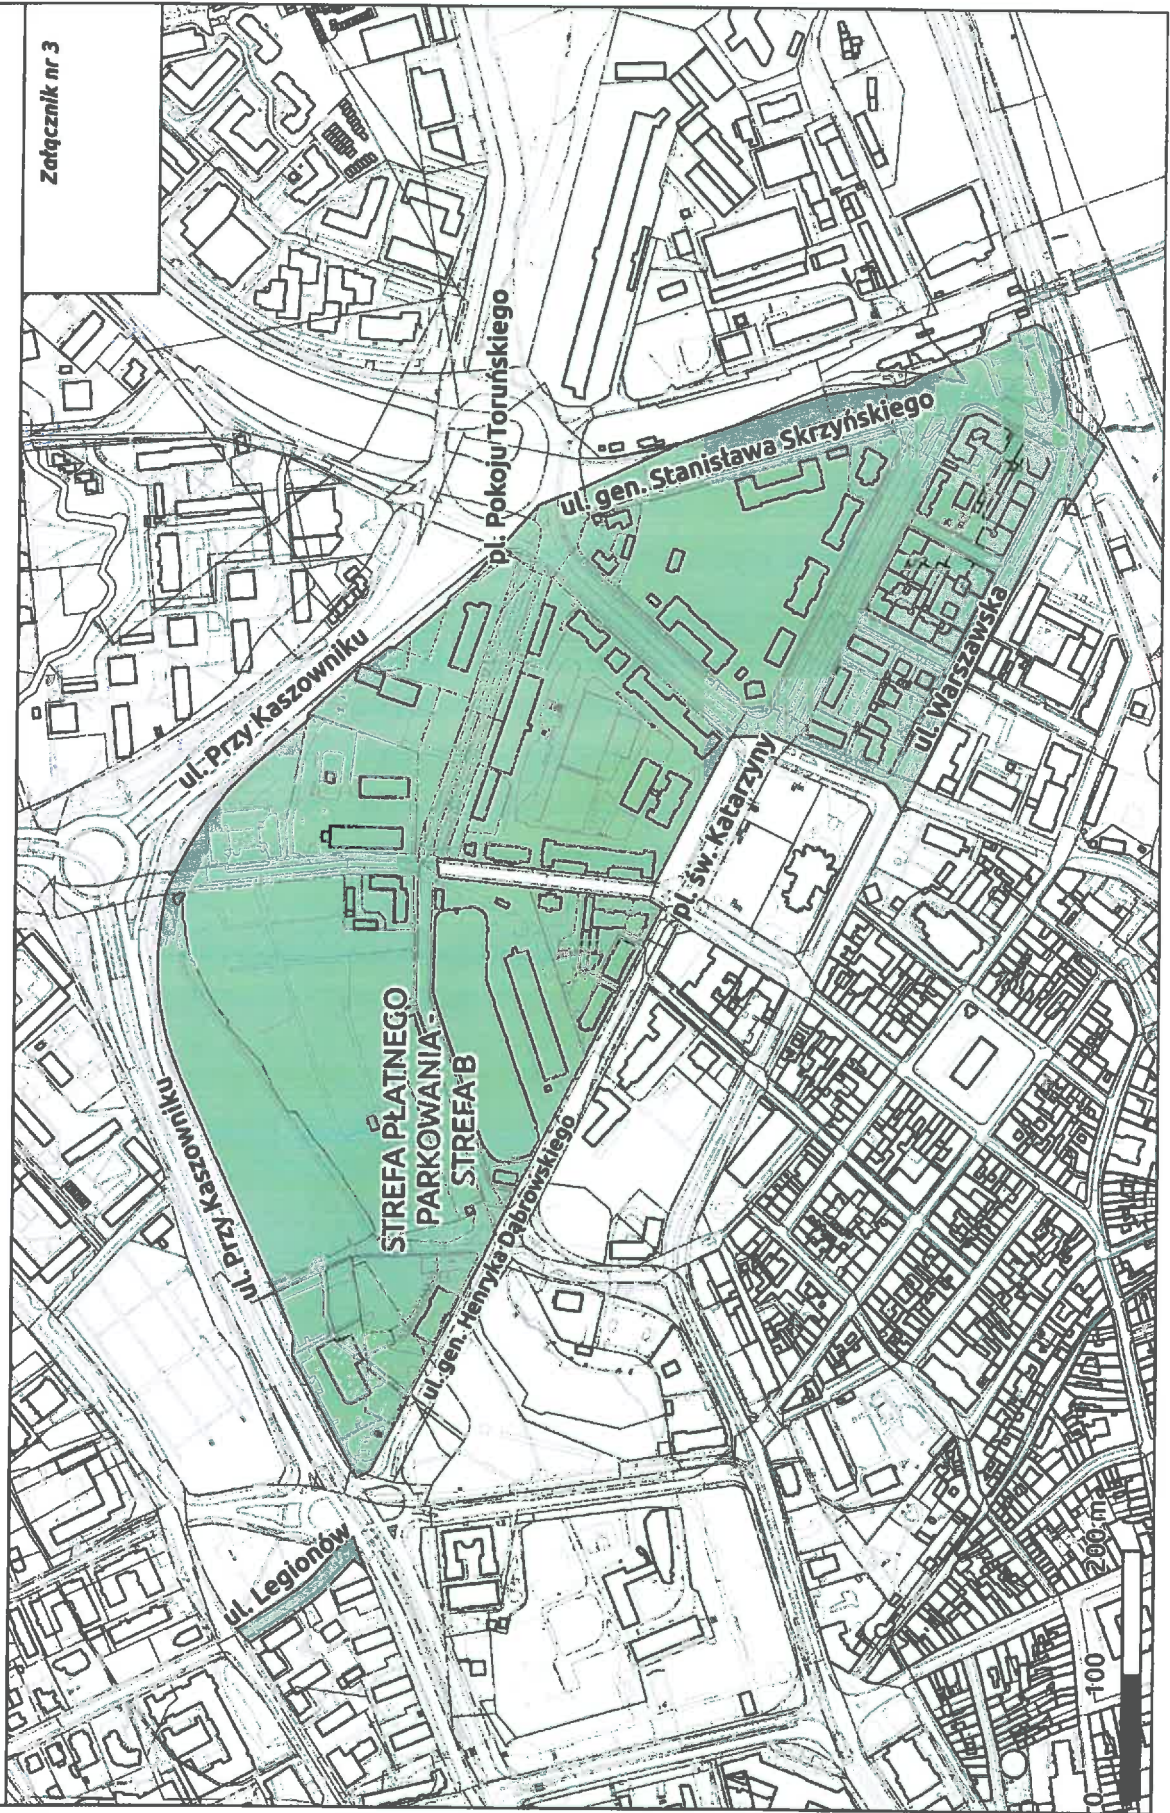 Załącznik nr 3
pl. Pokoju Toruńskiego
ul. gen. Stanisława Skrzyńskiego
ul. Przy Kaszowniku
ul. Warszawska
pl. św. Katarzyny
STREFA PŁATNEGO
PARKOWANIA -
STREFA B
ul. Przy Kaszowniku
ul. gen. Henryka Dąbrowskiego
ul. Legionów
0 100 200 m